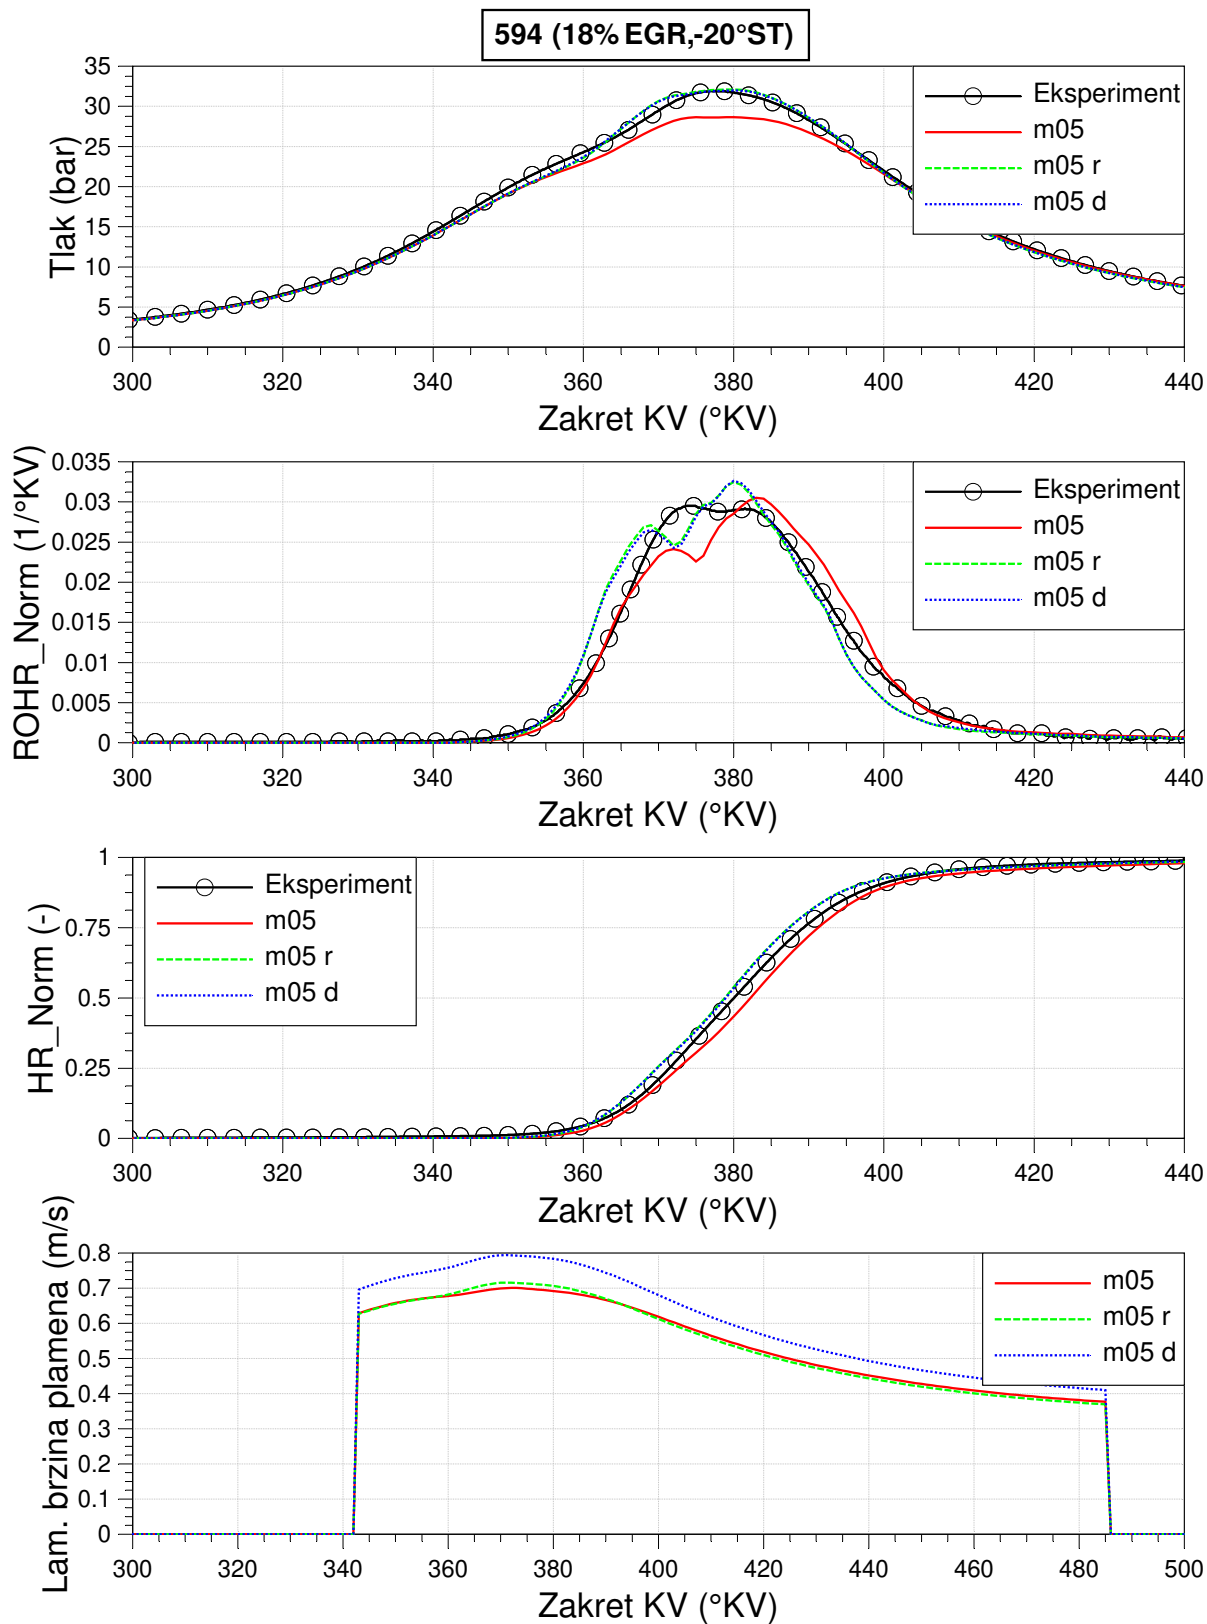 594 (18% EGR,-20°ST)
Tlak (bar)
35
30
25
20
15
10
5
0
Eksperiment
m05
m05 r
m05 d
300 320 340 360 380 400 420 440
Zakret KV (°KV)
ROHR_Norm (1/°KV)
0.035
0.03
0.025
0.02
0.015
0.01
0.005
0
Eksperiment
m05
m05 r
m05 d
300 320 340 360 380 400 420 440
Zakret KV (°KV)
HR_Norm (-)
1
0.75
0.5
0.25
0
Eksperiment
m05
m05 r
m05 d
300 320 340 360 380 400 420 440
Zakret KV (°KV)
Lam. brzina plamena (m/s)
0.8
0.7
0.6
0.5
0.4
0.3
0.2
0.1
0
m05
m05 r
m05 d
300 320 340 360 380 400 420 440 460 480 500
Zakret KV (°KV)